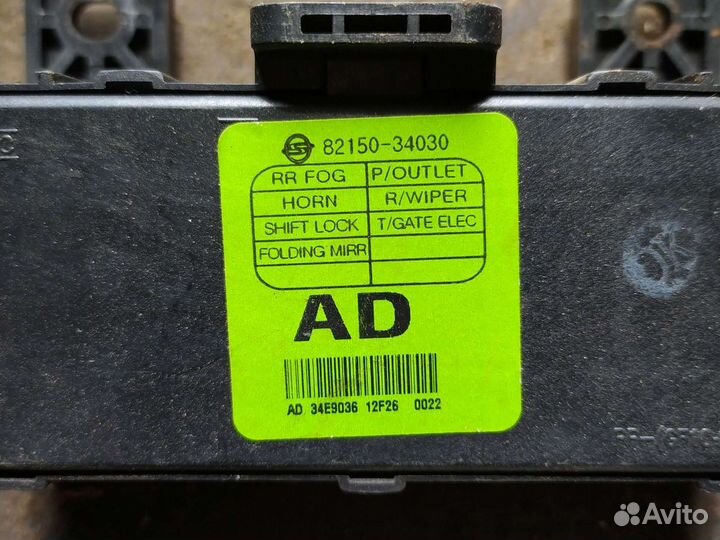 82150-34030
RR FOG P/OUTLET
HORN R/WIPER
SHIFT LOCK T/GATE ELEC
FOLDING MIRR
OK
AD
AD 34E9036 12F26 0022
Avito